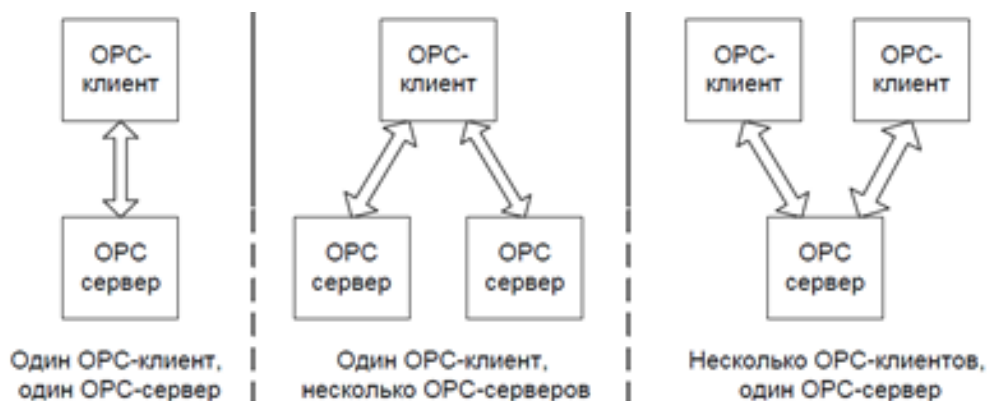 OPC-
клиент
OPC
сервер
Один OPC-клиент,
один OPC-сервер
OPC-
клиент
OPC
сервер
OPC
сервер
Один OPC-клиент,
несколько OPC-серверов
OPC-
клиент
OPC-
клиент
OPC
сервер
Несколько OPC-клиентов,
один OPC-сервер